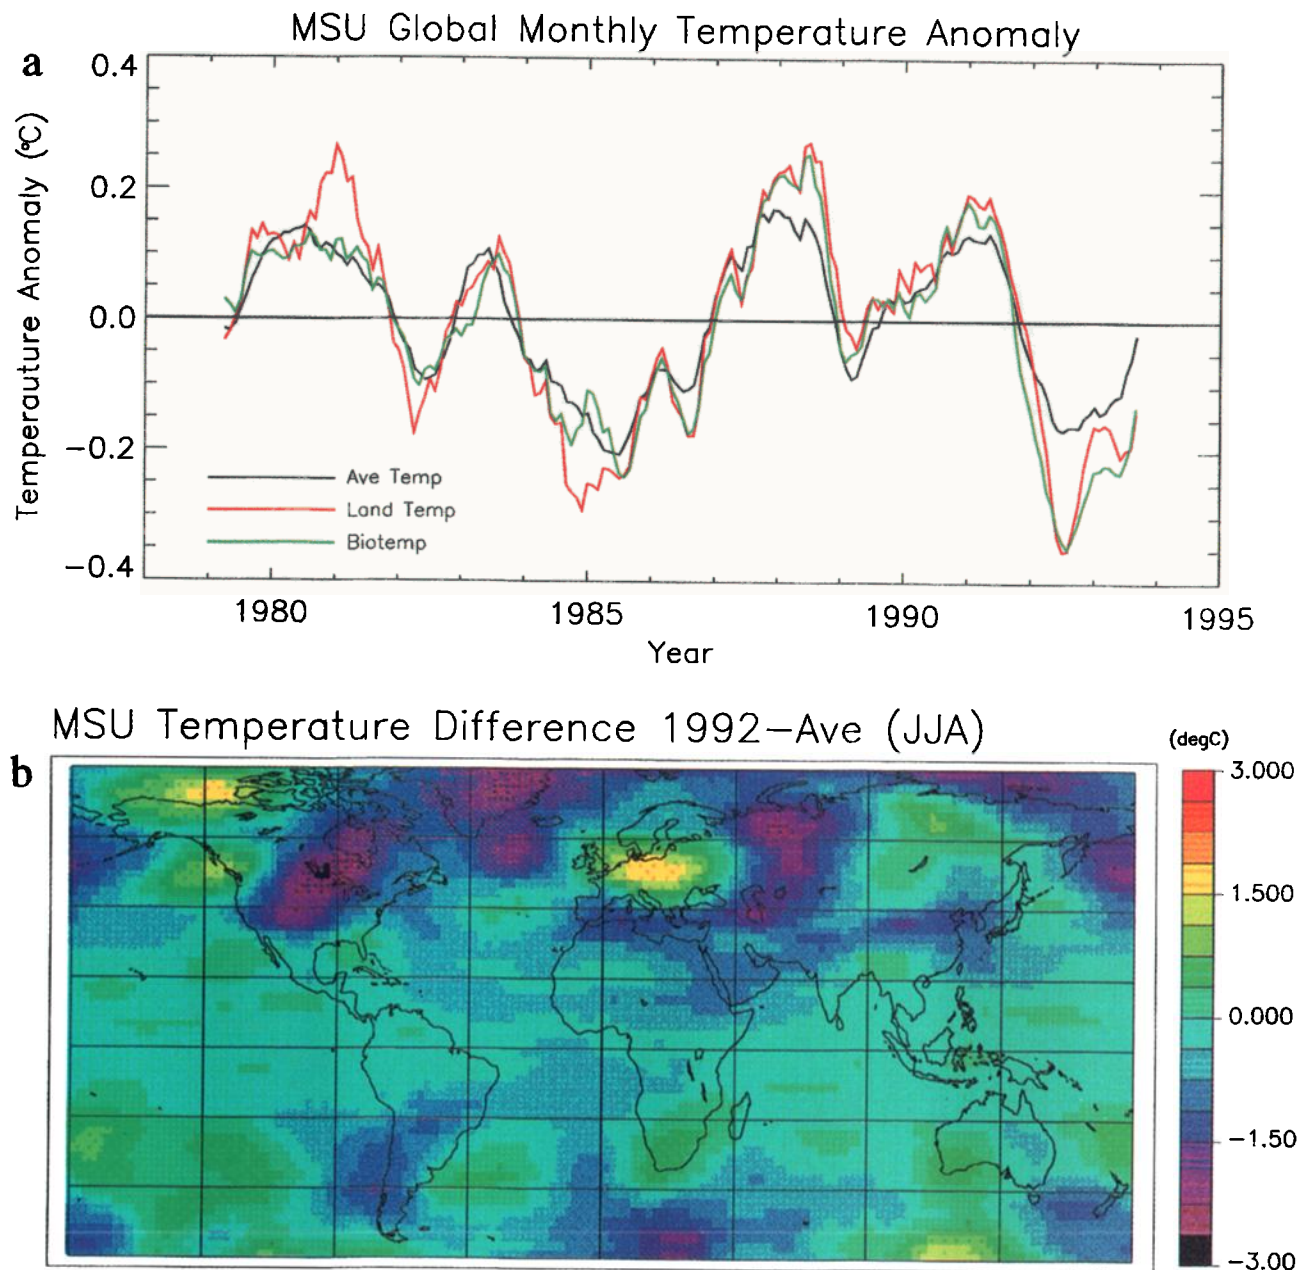 MSU Global Monthly Temperature Anomaly
a
0.4
0.2
0.0
−0.2
−0.4
Temperauture Anomaly (°C)
Ave Temp
Land Temp
Biotemp
1980 1985 1990 1995
Year
MSU Temperature Difference 1992−Ave (JJA)
(degC)
b
3.000
1.500
0.000
−1.50
−3.00